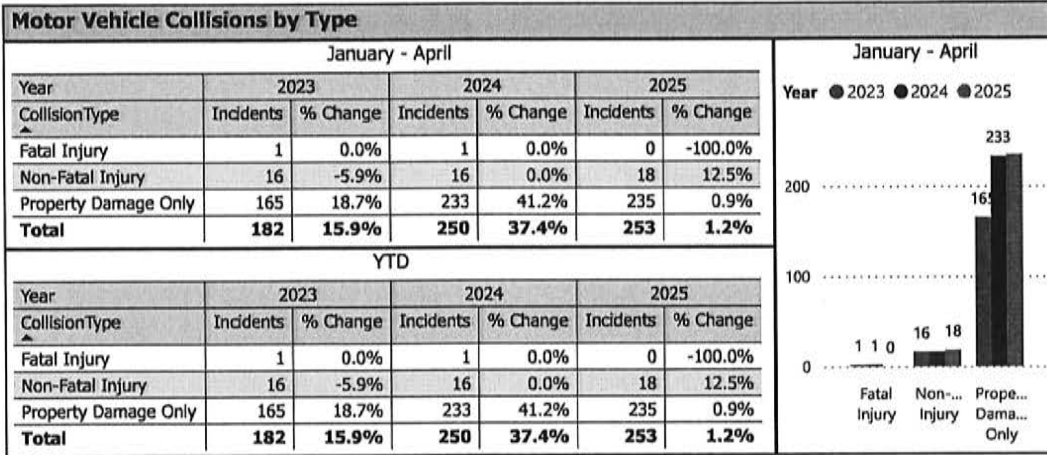 Motor Vehicle Collisions by Type
January - April
Year 2023 2024 2025
CollisionType Incidents % Change Incidents % Change Incidents % Change
Fatal Injury 1 0.0% 1 0.0% 0 -100.0%
Non-Fatal Injury 16 -5.9% 16 0.0% 18 12.5%
Property Damage Only 165 18.7% 233 41.2% 235 0.9%
Total 182 15.9% 250 37.4% 253 1.2%
YTD
Year 2023 2024 2025
CollisionType Incidents % Change Incidents % Change Incidents % Change
Fatal Injury 1 0.0% 1 0.0% 0 -100.0%
Non-Fatal Injury 16 -5.9% 16 0.0% 18 12.5%
Property Damage Only 165 18.7% 233 41.2% 235 0.9%
Total 182 15.9% 250 37.4% 253 1.2%
January - April
Year 2023 2024 2025
233
200
165
100
16 18
1 1 0
0
Fatal Non-... Prope...
Injury Injury Dama...
Only